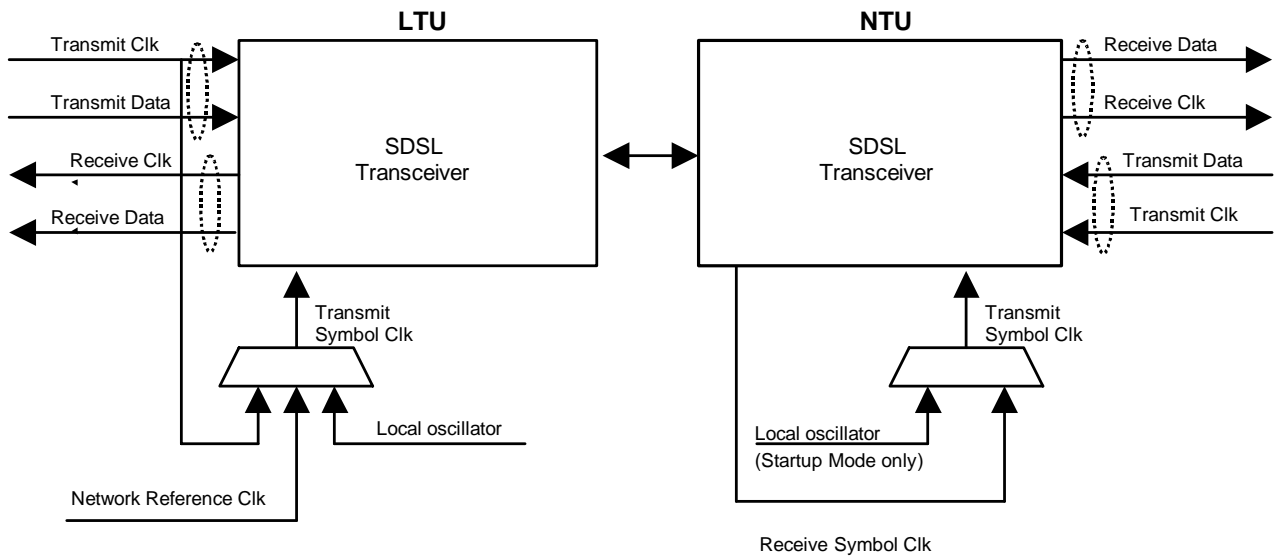 LTU
NTU
Transmit Clk
Transmit Data
Receive Clk
Receive Data
SDSL
Transceiver
SDSL
Transceiver
Receive Data
Receive Clk
Transmit Data
Transmit Clk
Transmit
Symbol Clk
Transmit
Symbol Clk
Local oscillator
Local oscillator
(Startup Mode only)
Network Reference Clk
Receive Symbol Clk